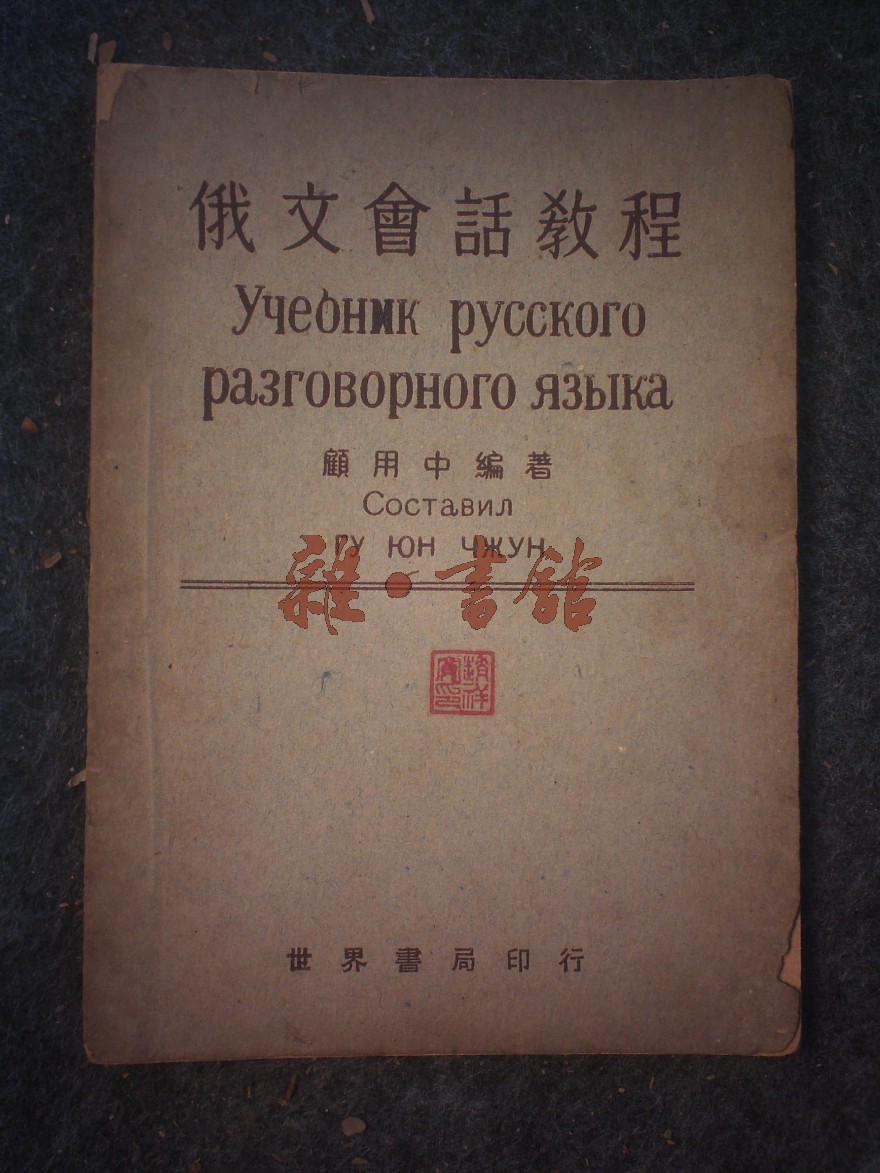 俄文會話教程
Учебник русского
разговорного языка
顧用中編著
Составил
ГУ ЮН ЧЖУН
雜·書舘
世界書局印行